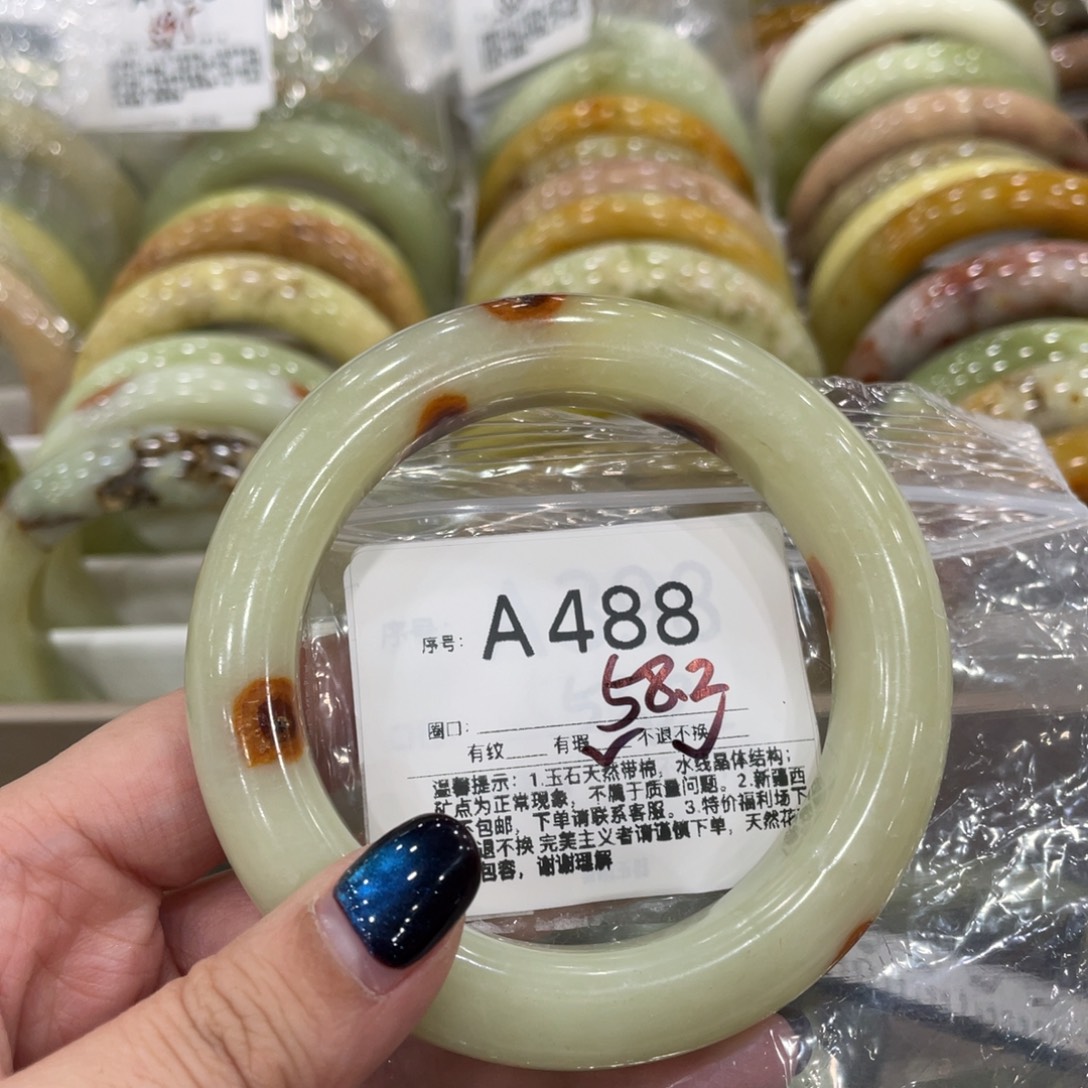 序号: A488
58.2
圈口:
有纹 有瑕 不退不换
温馨提示: 1.玉石天然带棉, 水线晶体结构;
矿点为正常现象, 不属于质量问题。2.新疆西
包邮, 下单请联系客服。3.特价福利场下
退不换 完美主义者请谨慎下单, 天然花
包容, 谢谢理解